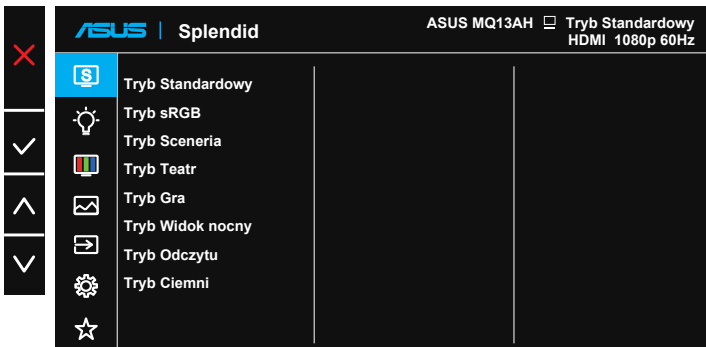 ASUS | Splendid
ASUS MQ13AH Tryb Standardowy
HDMI 1080p 60Hz
S
Tryb Standardowy
Tryb sRGB
Tryb Sceneria
Tryb Teatr
Tryb Gra
Tryb Widok nocny
Tryb Odczytu
Tryb Ciemni